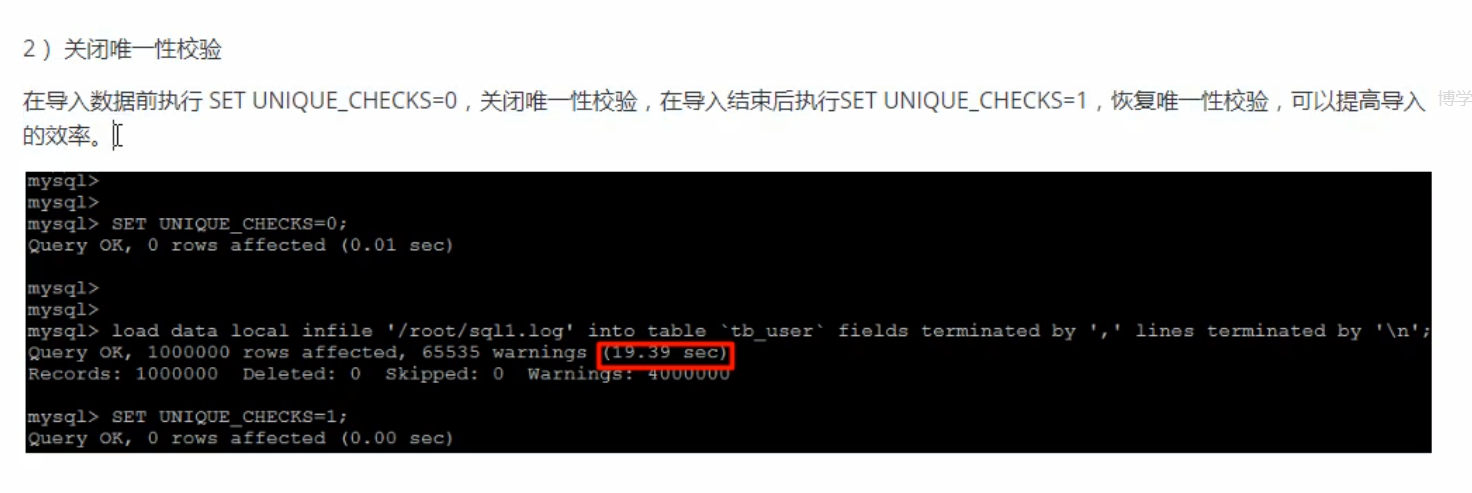 2） 关闭唯一性校验
在导入数据前执行 SET UNIQUE_CHECKS=0，关闭唯一性校验，在导入结束后执行SET UNIQUE_CHECKS=1，恢复唯一性校验，可以提高导入
博学
的效率。
mysql>
mysql>
mysql> SET UNIQUE_CHECKS=0;
Query OK, 0 rows affected (0.01 sec)
mysql>
mysql>
mysql> load data local infile '/root/sql1.log' into table `tb_user` fields terminated by ',' lines terminated by '\n';
Query OK, 1000000 rows affected, 65535 warnings (19.39 sec)
Records: 1000000  Deleted: 0  Skipped: 0  Warnings: 4000000
mysql> SET UNIQUE_CHECKS=1;
Query OK, 0 rows affected (0.00 sec)